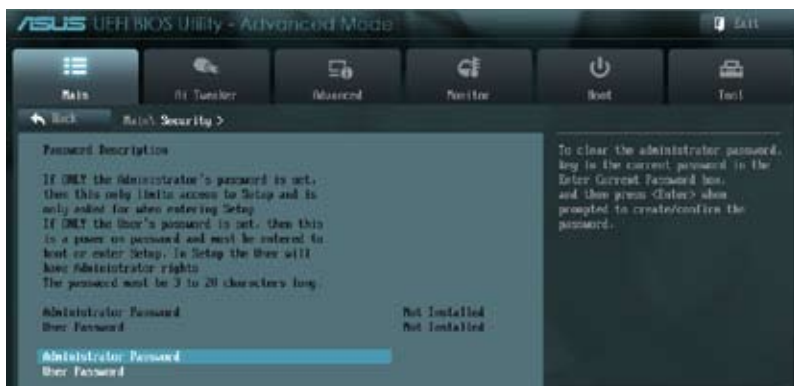 ASUS UEFI BIOS Utility - Advanced Mode
Exit
Main
Ai Tweaker
Advanced
Monitor
Boot
Tool
Back
Main\ Security >
Password Description
If ONLY the Administrator's password is set,
then this only limits access to Setup and is
only asked for when entering Setup
If ONLY the User's password is set, then this
is a power on password and must be entered to
boot or enter Setup. In Setup the User will
have Administrator rights
The password must be 3 to 20 characters long.
Administrator Password Not Installed
User Password Not Installed
Administrator Password
User Password
To clear the administrator password,
key in the current password in the
Enter Current Password box,
and then press <Enter> when
prompted to create/confirm the
password.